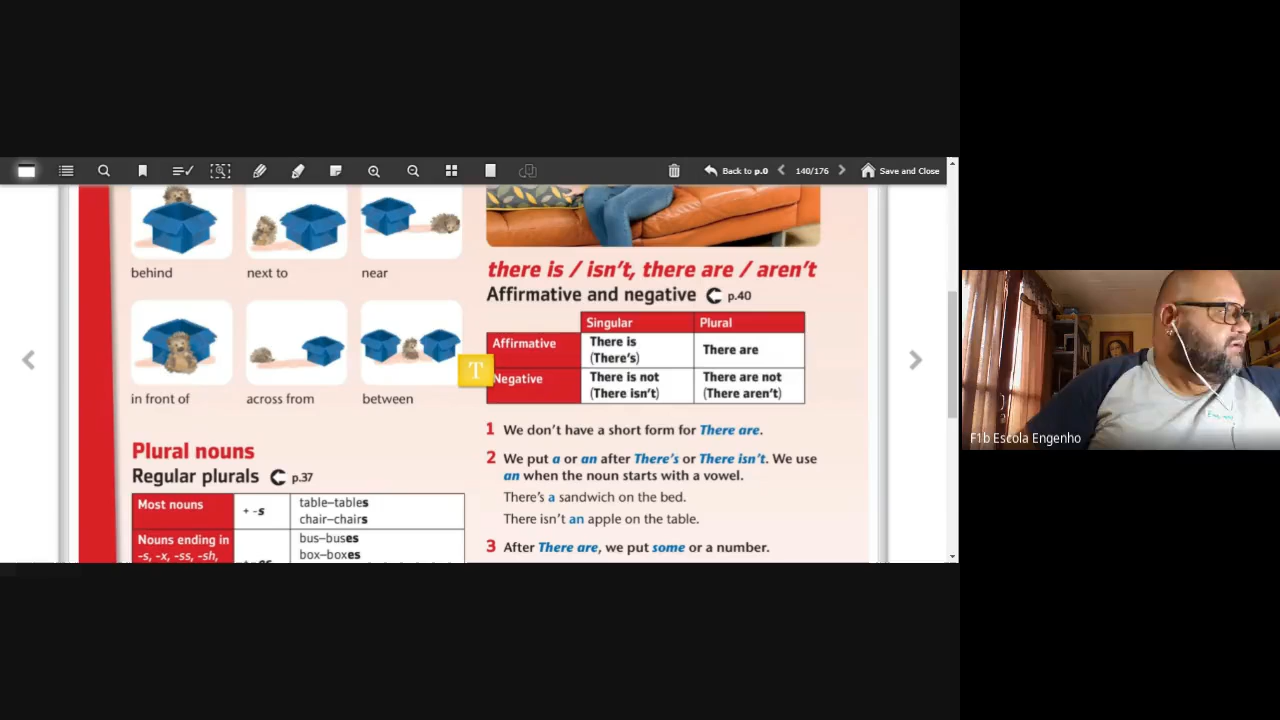 Back to p.0
140/176
Save and Close
behind
next to
near
in front of
across from
between
Plural nouns
Regular plurals p.37
Most nouns
+ -s
table–tables
chair–chairs
Nouns ending in
-s, -x, -ss, -sh,
bus–buses
box–boxes
T
there is / isn't, there are / aren't
Affirmative and negative p.40
Singular
Plural
Affirmative
There is
(There's)
There are
Negative
There is not
(There isn't)
There are not
(There aren't)
1 We don't have a short form for There are.
2 We put a or an after There's or There isn't. We use
an when the noun starts with a vowel.
There's a sandwich on the bed.
There isn't an apple on the table.
3 After There are, we put some or a number.
F1b Escola Engenho